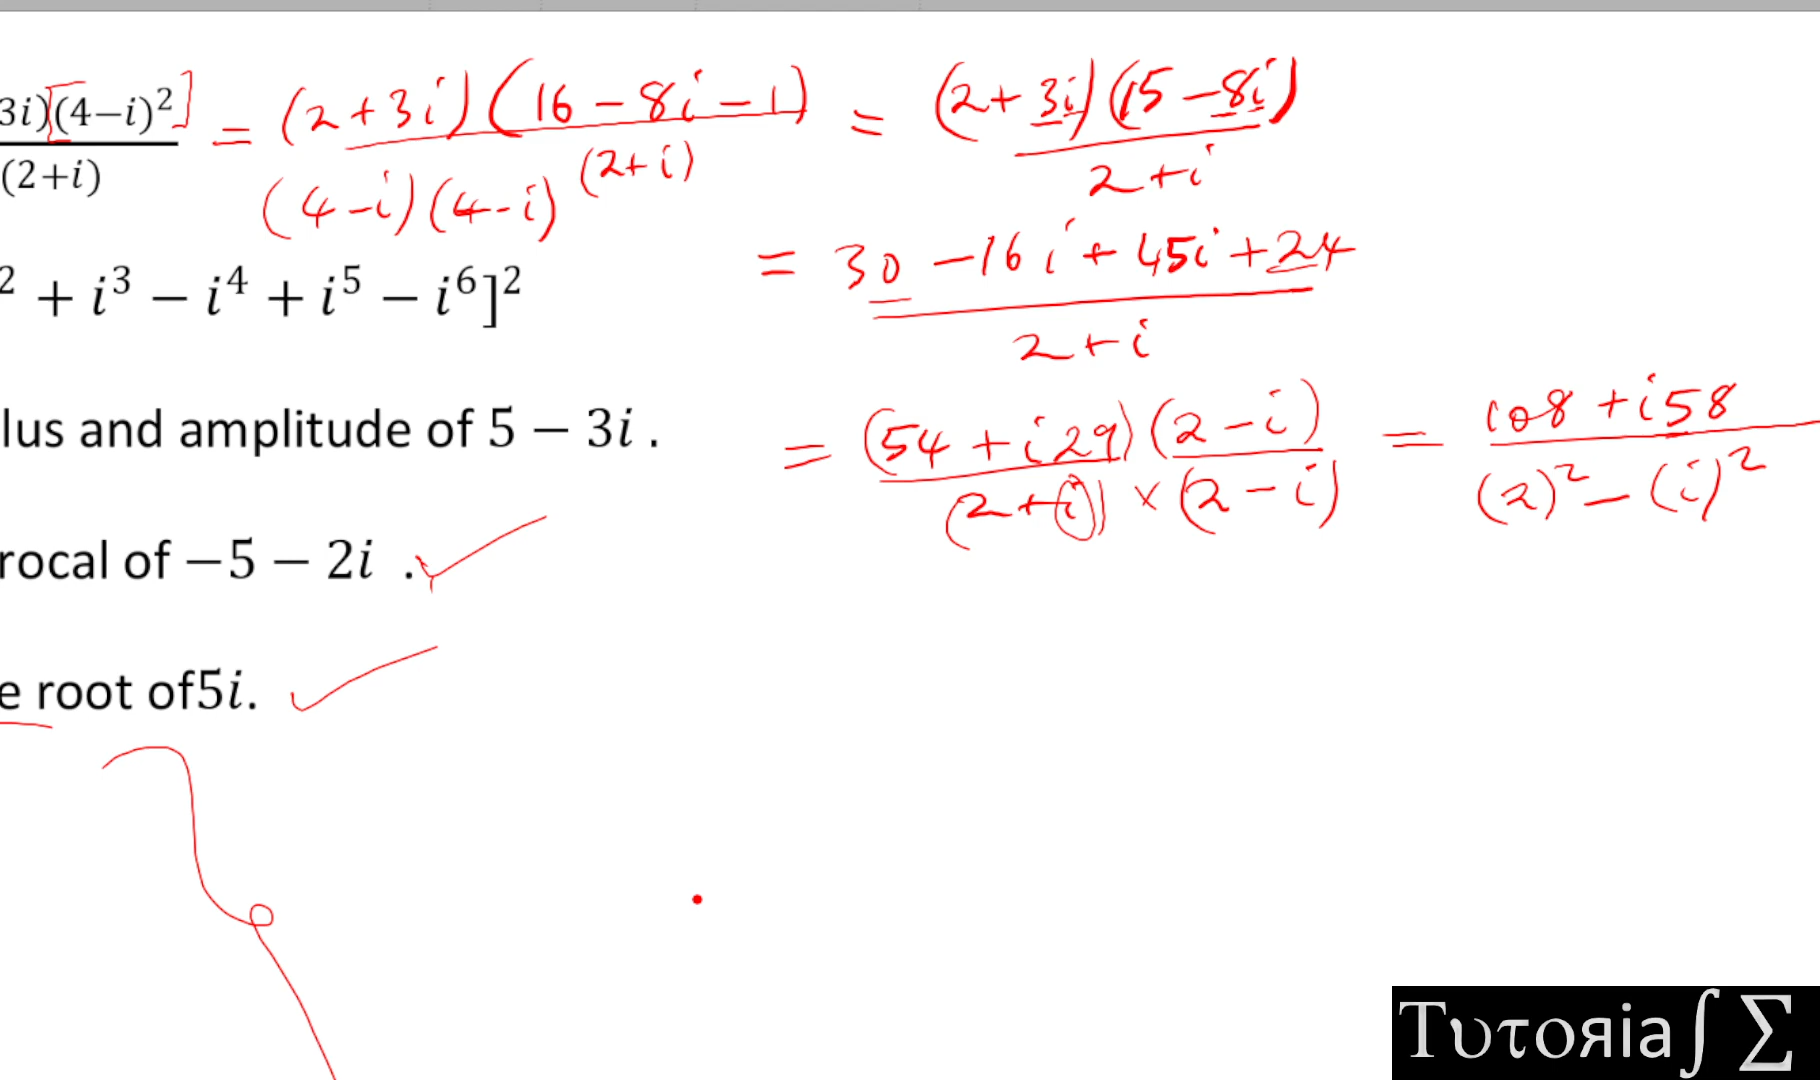 3i)[(4−i)²] = (2+3i)(16−8i−1) = (2+3i)(15−8i)
(2+i) (4−i)(4−i) (2+i) 2+i
= 30 −16i + 45i + 24
2+i
² + i³ − i⁴ + i⁵ − i⁶]²
= (54 + i29)(2−i) = 108 + i58
(2+i) × (2−i) (2)² − (i)²
lus and amplitude of 5 − 3i .
rocal of −5 − 2i .
e root of5i.
Tυτoяia∫∑